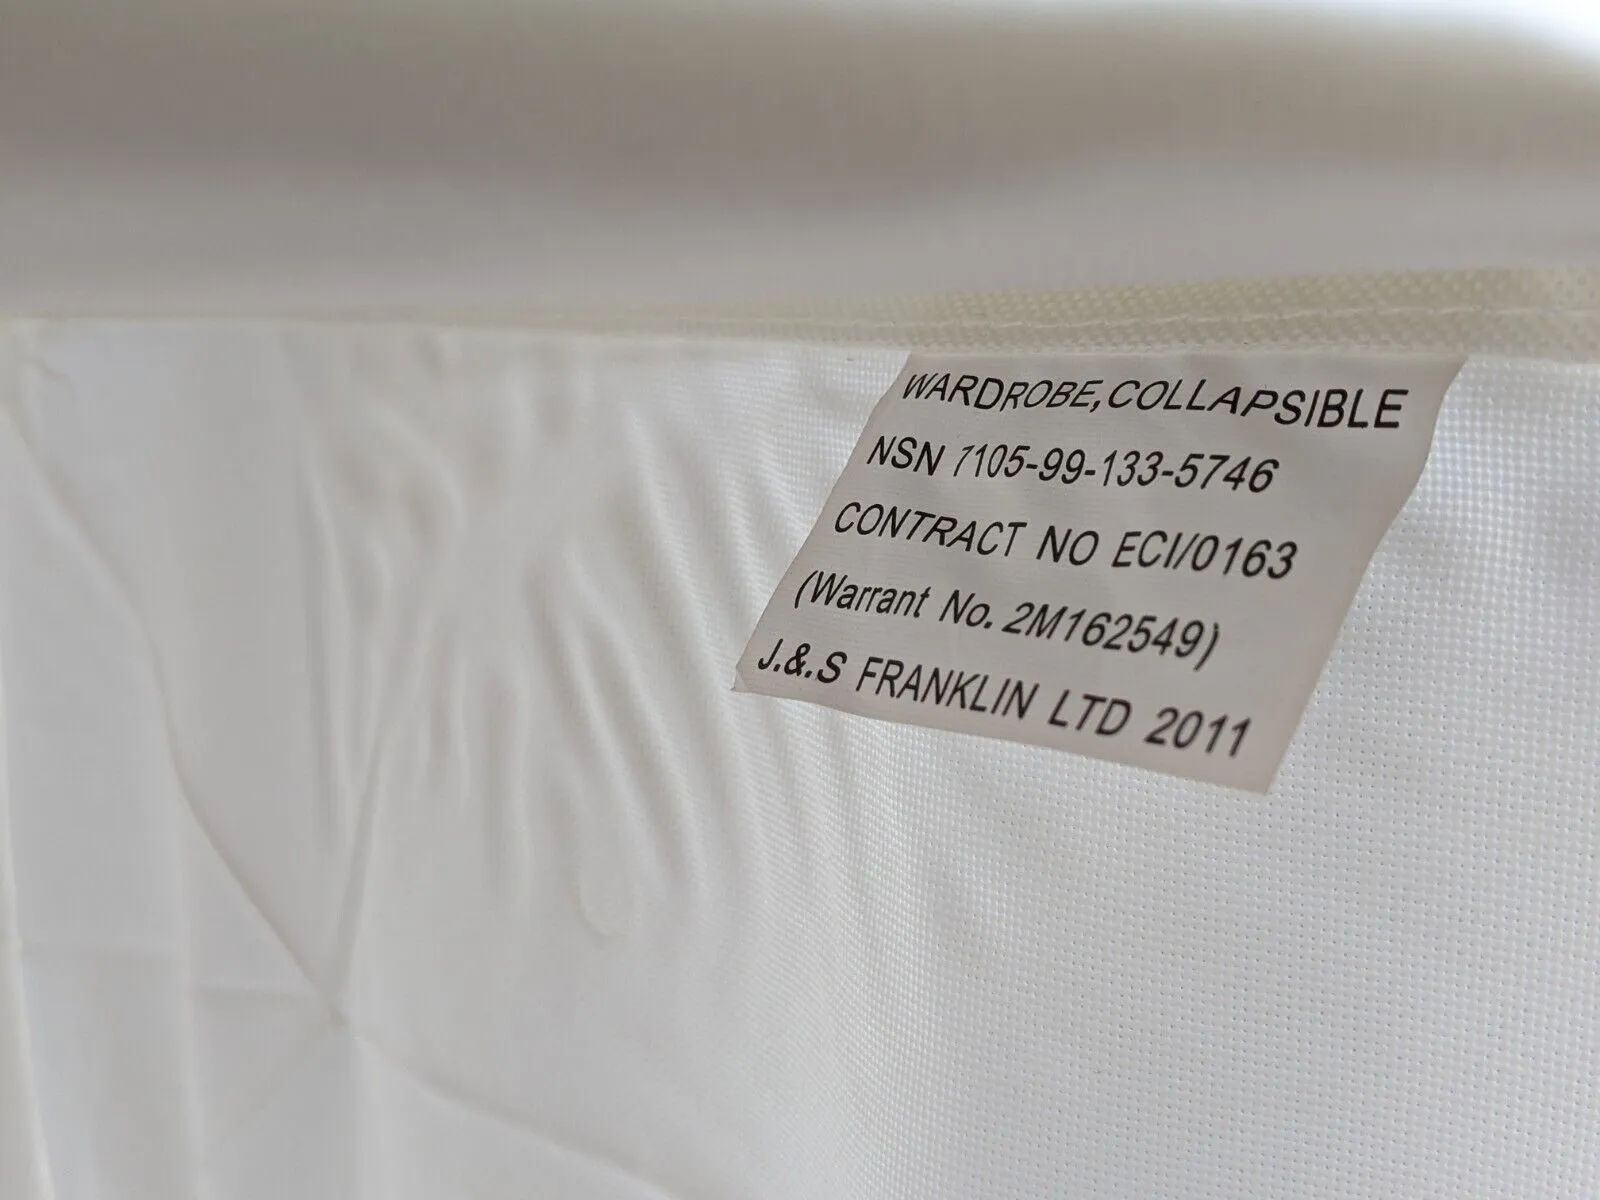 WARDROBE,COLLAPSIBLE
NSN 7105-99-133-5746
CONTRACT NO ECI/0163
(Warrant No. 2M162549)
J.&.S FRANKLIN LTD 2011